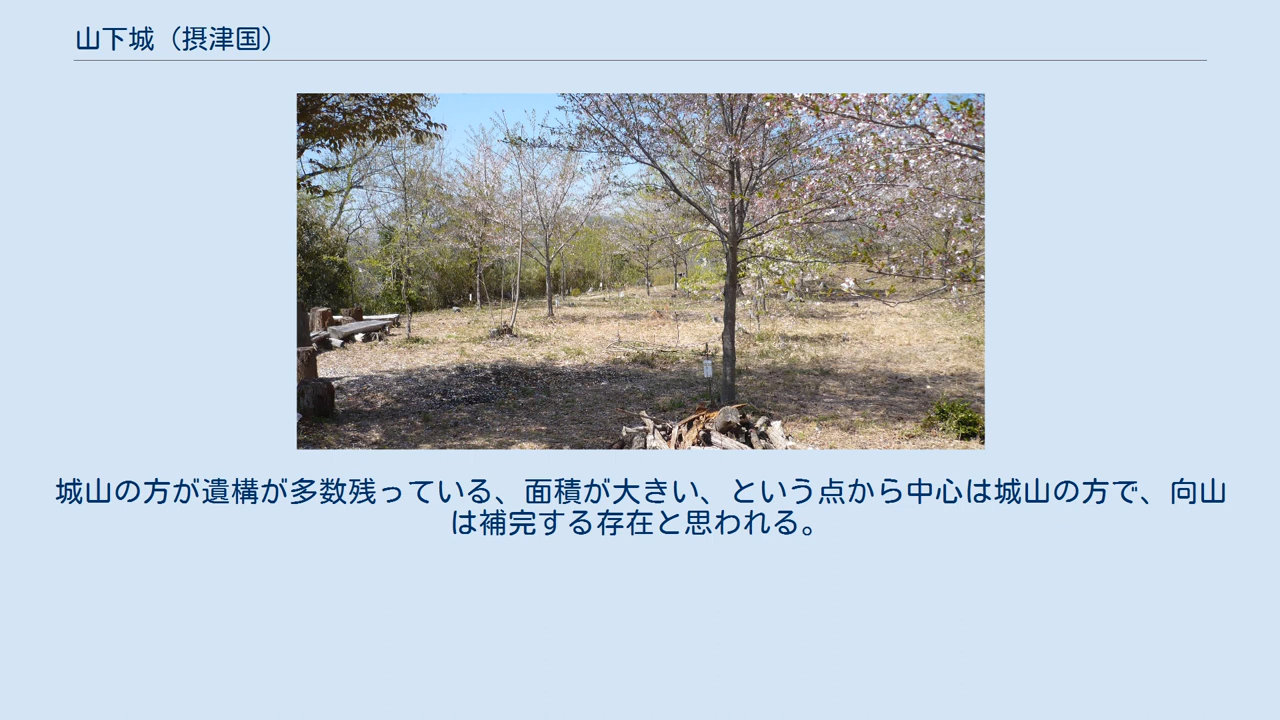 山下城（摂津国）
城山の方が遺構が多数残っている、面積が大きい、という点から中心は城山の方で、向山
は補完する存在と思われる。